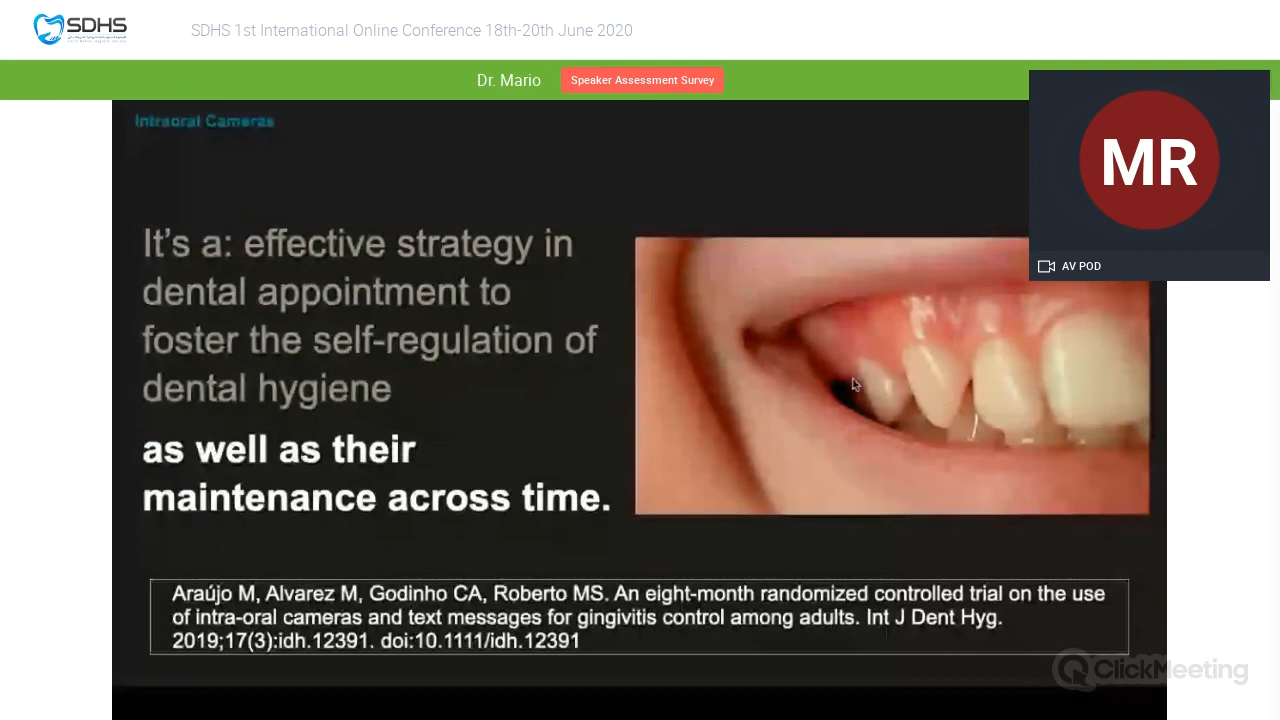 SDHS
SDHS 1st International Online Conference 18th-20th June 2020
Dr. Mario
Speaker Assessment Survey
MR
AV POD
Intraoral Cameras
It's a: effective strategy in
dental appointment to
foster the self-regulation of
dental hygiene
as well as their
maintenance across time.
Araújo M, Alvarez M, Godinho CA, Roberto MS. An eight-month randomized controlled trial on the use
of intra-oral cameras and text messages for gingivitis control among adults. Int J Dent Hyg.
2019;17(3):idh.12391. doi:10.1111/idh.12391
ClickMeeting